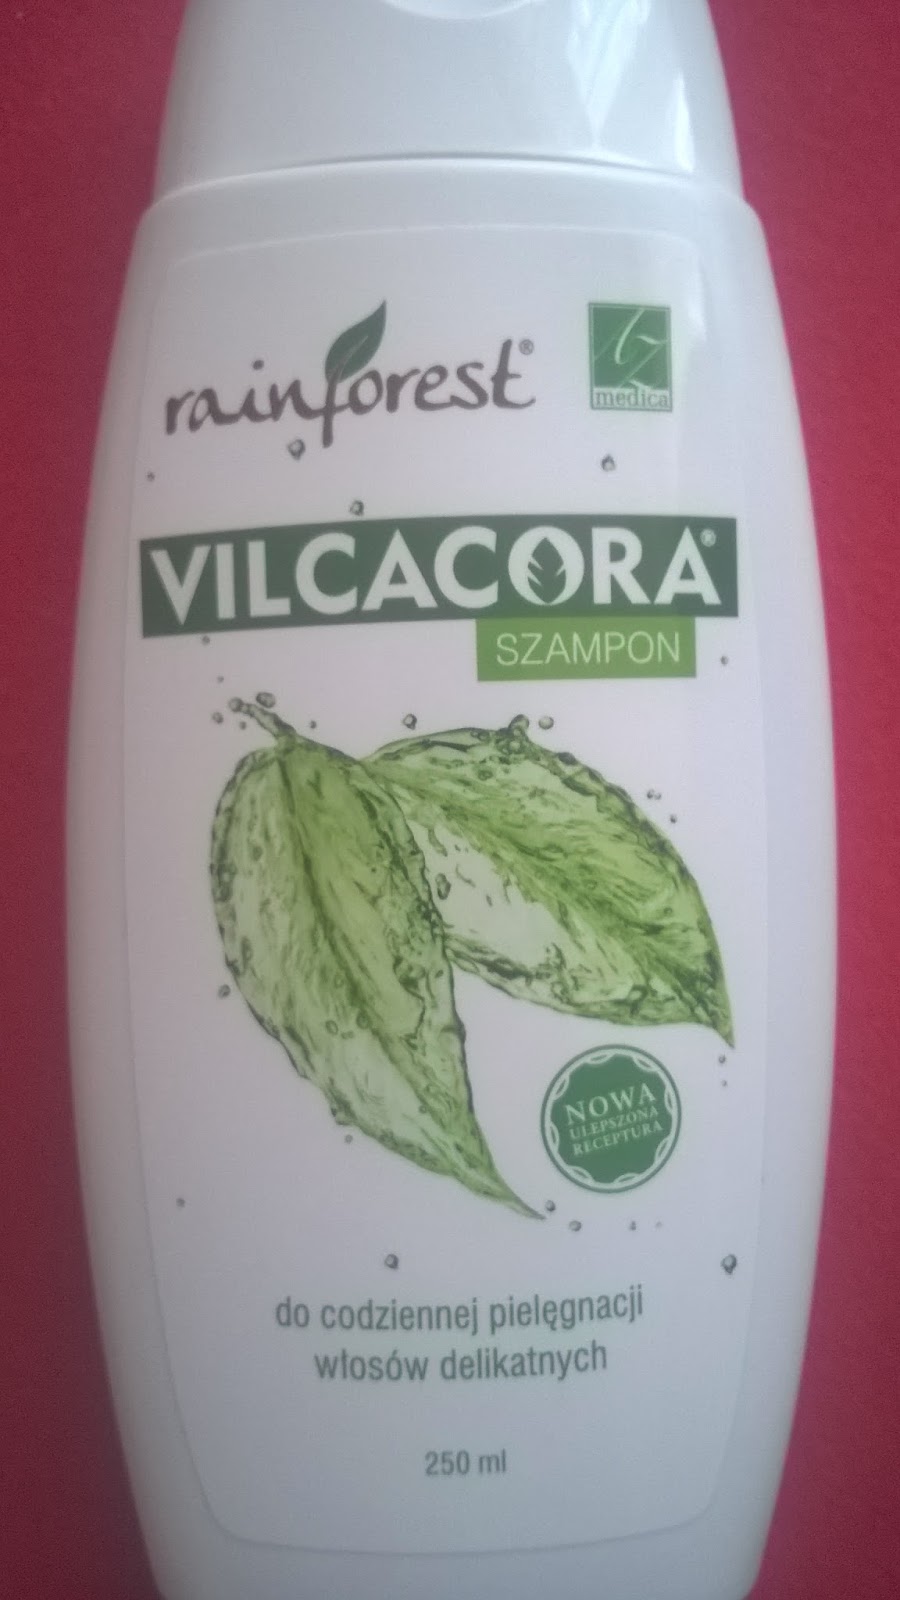 rainforest®
medica
VILCACORA®
SZAMPON
NOWA
ULEPSZONA
RECEPTURA
do codziennej pielęgnacji
włosów delikatnych
250 ml